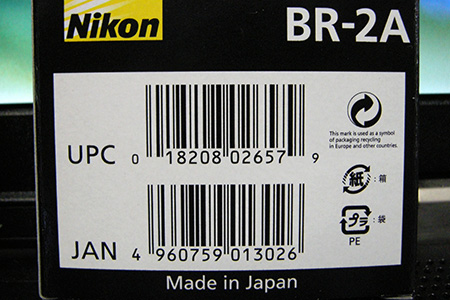 Nikon
BR-2A
UPC
0 18208 02657 9
This mark is used as a symbol
of packaging recycling
in Europe and other countries.
紙 : 箱
プラ : 袋
PE
JAN
4 960759 013026
Made in Japan